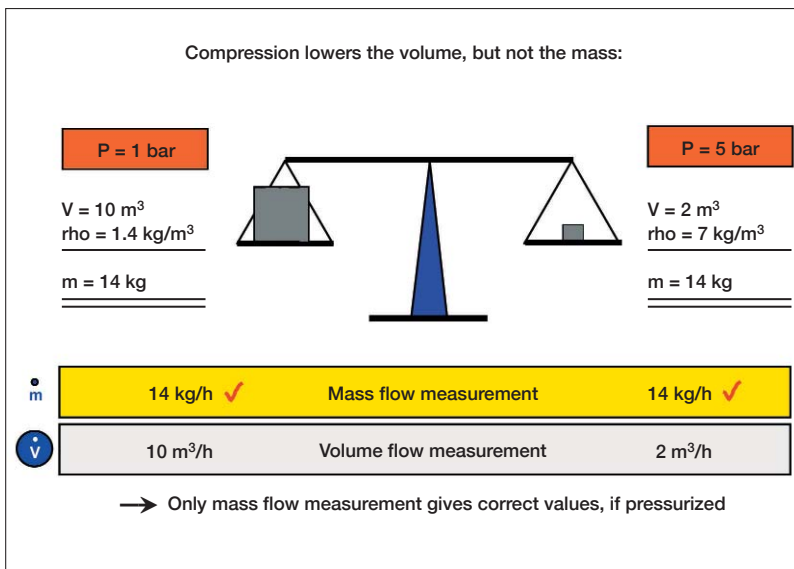 Compression lowers the volume, but not the mass:
P = 1 bar
P = 5 bar
V = 10 m³
rho = 1.4 kg/m³
m = 14 kg
V = 2 m³
rho = 7 kg/m³
m = 14 kg
ṁ 14 kg/h ✓ Mass flow measurement 14 kg/h ✓
V̇ 10 m³/h Volume flow measurement 2 m³/h
→ Only mass flow measurement gives correct values, if pressurized